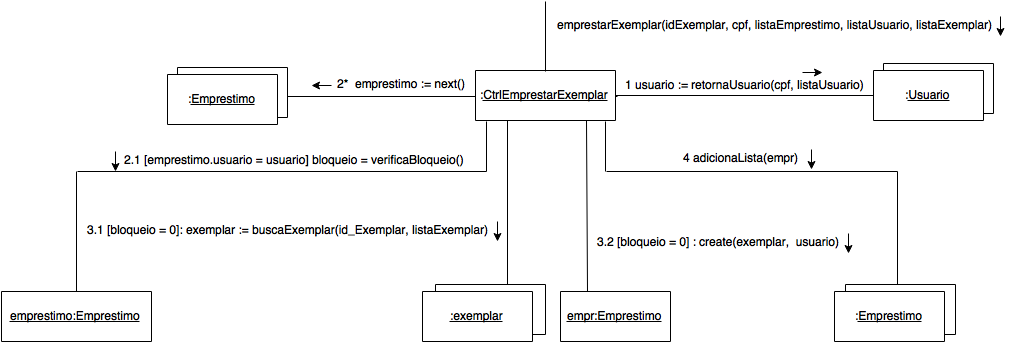 emprestarExemplar(idExemplar, cpf, listaEmprestimo, listaUsuario, listaExemplar)
:Emprestimo
2* emprestimo := next()
:CtrlEmprestarExemplar
1 usuario := retornaUsuario(cpf, listaUsuario)
:Usuario
2.1 [emprestimo.usuario = usuario] bloqueio = verificaBloqueio()
4 adicionaLista(empr)
3.1 [bloqueio = 0]: exemplar := buscaExemplar(id_Exemplar, listaExemplar)
3.2 [bloqueio = 0] : create(exemplar, usuario)
emprestimo:Emprestimo
:exemplar
empr:Emprestimo
:Emprestimo